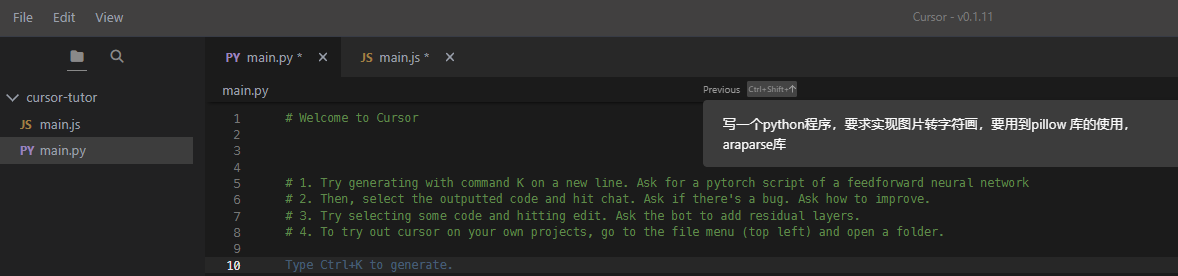 File Edit View
Cursor - v0.1.11
PY main.py * ×
JS main.js * ×
cursor-tutor
JS main.js
PY main.py
main.py
Previous Ctrl+Shift+↑
写一个python程序，要求实现图片转字符画，要用到pillow 库的使用，
araparse库
1 # Welcome to Cursor
2
3
4
5 # 1. Try generating with command K on a new line. Ask for a pytorch script of a feedforward neural network
6 # 2. Then, select the outputted code and hit chat. Ask if there's a bug. Ask how to improve.
7 # 3. Try selecting some code and hitting edit. Ask the bot to add residual layers.
8 # 4. To try out cursor on your own projects, go to the file menu (top left) and open a folder.
9
10 Type Ctrl+K to generate.